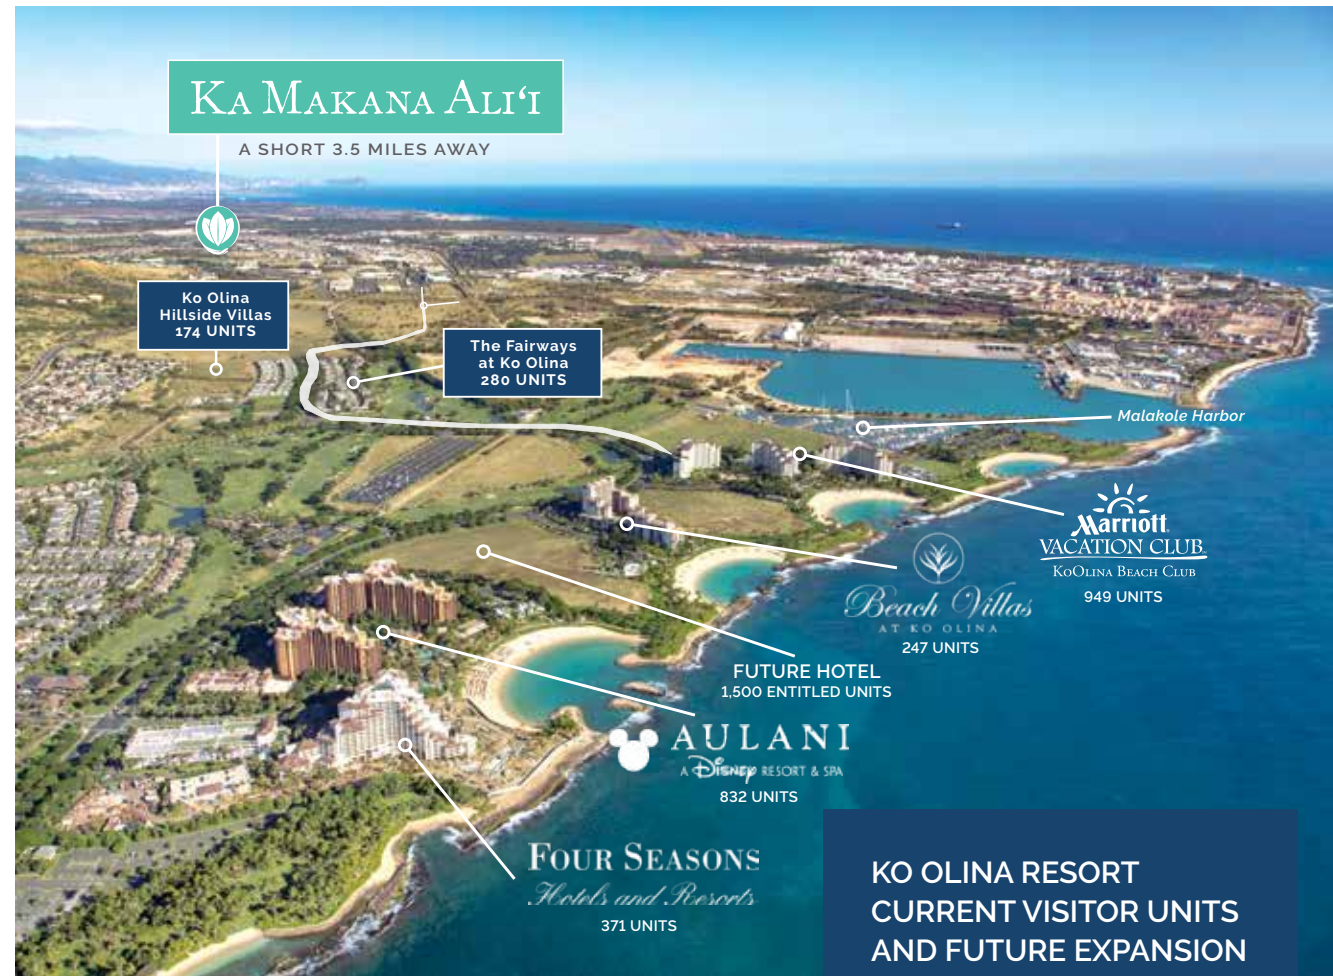 KA MAKANA ALI‘I
A SHORT 3.5 MILES AWAY
Ko Olina
Hillside Villas
174 UNITS
The Fairways
at Ko Olina
280 UNITS
Malakole Harbor
Marriott
VACATION CLUB
KOOLINA BEACH CLUB
949 UNITS
Beach Villas
AT KO OLINA
247 UNITS
FUTURE HOTEL
1,500 ENTITLED UNITS
AULANI
A Disney RESORT & SPA
832 UNITS
FOUR SEASONS
Hotels and Resorts
371 UNITS
KO OLINA RESORT
CURRENT VISITOR UNITS
AND FUTURE EXPANSION